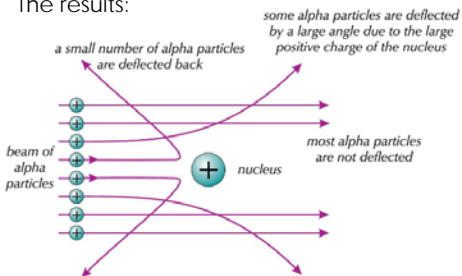 The results:
some alpha particles are deflected
by a large angle due to the large
positive charge of the nucleus
a small number of alpha particles
are deflected back
beam of
alpha
particles
+
+
+
+
+
+
+
+
+
nucleus
most alpha particles
are not deflected